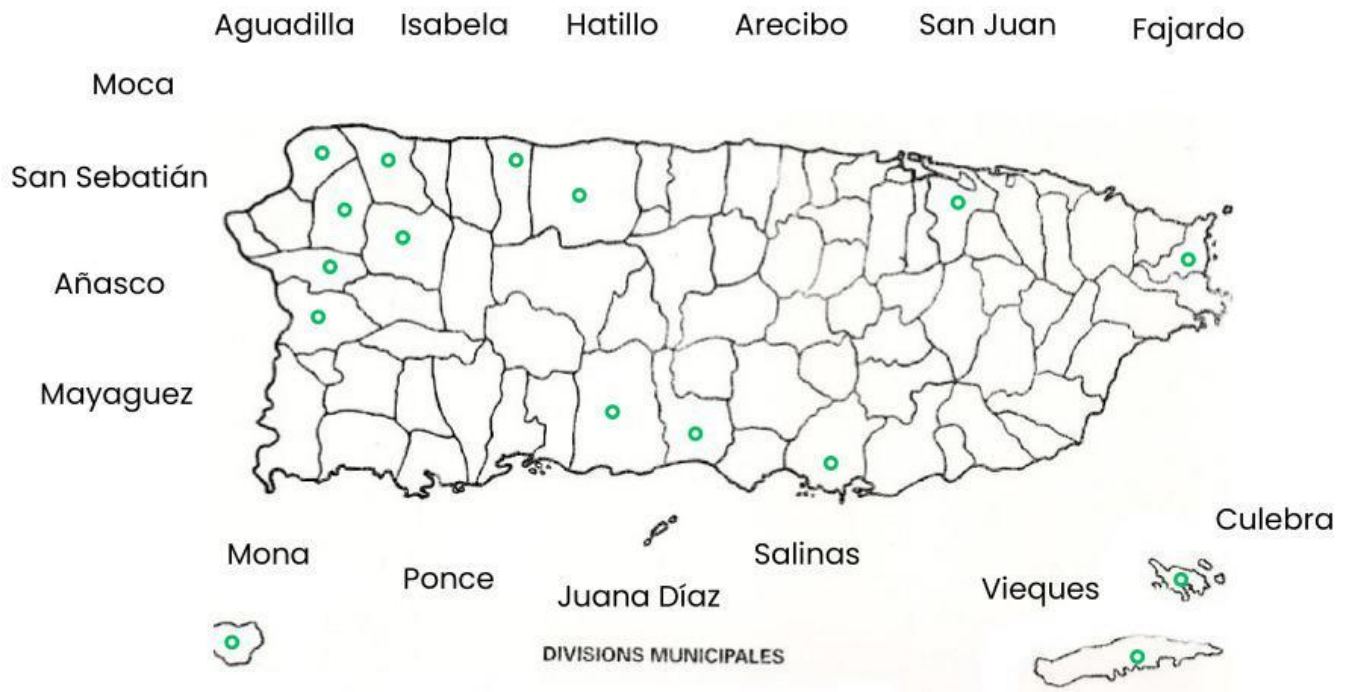 Aguadilla Isabela Hatillo Arecibo San Juan Fajardo
Moca
San Sebatián
Añasco
Mayaguez
Culebra
Mona
Salinas
Ponce
Vieques
Juana Díaz
DIVISIONS MUNICIPALES